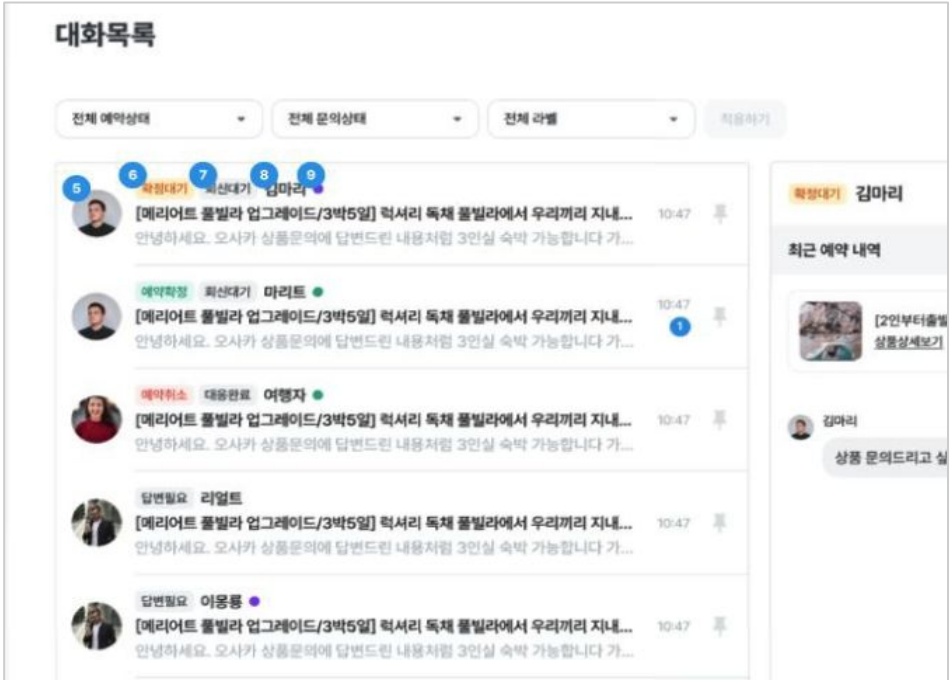 대화목록
전체 예약상태 전체 문의상태 전체 라벨 적용하기
5 6 7 8 9
확정대기 회신대기 김마리
[메리어트 풀빌라 업그레이드/3박5일] 럭셔리 독채 풀빌라에서 우리끼리 지내... 10:47
안녕하세요. 오사카 상품문의에 답변드린 내용처럼 3인실 숙박 가능합니다 가...
예약확정 회신대기 마리트
[메리어트 풀빌라 업그레이드/3박5일] 럭셔리 독채 풀빌라에서 우리끼리 지내... 10:47
안녕하세요. 오사카 상품문의에 답변드린 내용처럼 3인실 숙박 가능합니다 가... 1
예약취소 대응완료 여행자
[메리어트 풀빌라 업그레이드/3박5일] 럭셔리 독채 풀빌라에서 우리끼리 지내... 10:47
안녕하세요. 오사카 상품문의에 답변드린 내용처럼 3인실 숙박 가능합니다 가...
답변필요 리얼트
[메리어트 풀빌라 업그레이드/3박5일] 럭셔리 독채 풀빌라에서 우리끼리 지내... 10:47
안녕하세요. 오사카 상품문의에 답변드린 내용처럼 3인실 숙박 가능합니다 가...
답변필요 이몽룡
[메리어트 풀빌라 업그레이드/3박5일] 럭셔리 독채 풀빌라에서 우리끼리 지내... 10:47
안녕하세요. 오사카 상품문의에 답변드린 내용처럼 3인실 숙박 가능합니다 가...
확정대기 김마리
최근 예약 내역
[2인부터출발
상품상세보기
김마리
상품 문의드리고 싶